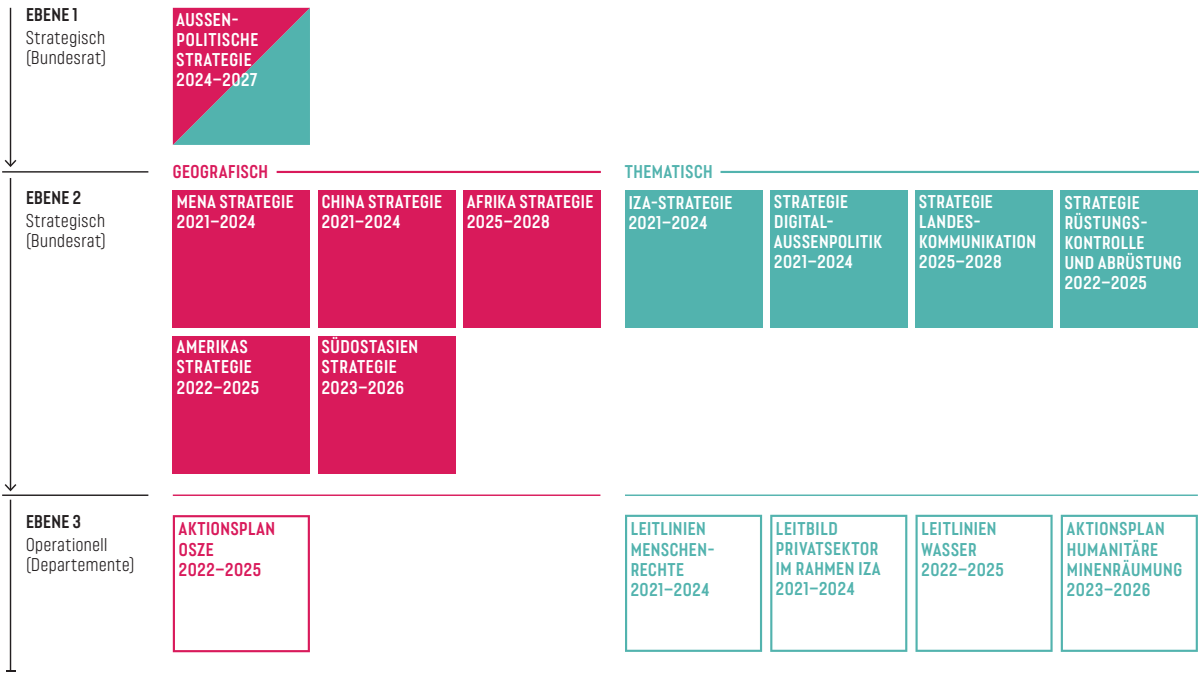 EBENE 1
Strategisch
(Bundesrat)
AUSSEN-
POLITISCHE
STRATEGIE
2024–2027
GEOGRAFISCH
THEMATISCH
EBENE 2
Strategisch
(Bundesrat)
MENA STRATEGIE
2021–2024
CHINA STRATEGIE
2021–2024
AFRIKA STRATEGIE
2025–2028
IZA-STRATEGIE
2021–2024
STRATEGIE
DIGITAL-
AUSSENPOLITIK
2021–2024
STRATEGIE
LANDES-
KOMMUNIKATION
2025–2028
STRATEGIE
RÜSTUNGS-
KONTROLLE
UND ABRÜSTUNG
2022–2025
AMERIKAS
STRATEGIE
2022–2025
SÜDOSTASIEN
STRATEGIE
2023–2026
EBENE 3
Operationell
(Departemente)
AKTIONSPLAN
OSZE
2022–2025
LEITLINIEN
MENSCHEN-
RECHTE
2021–2024
LEITBILD
PRIVATSEKTOR
IM RAHMEN IZA
2021–2024
LEITLINIEN
WASSER
2022–2025
AKTIONSPLAN
HUMANITÄRE
MINENRÄUMUNG
2023–2026